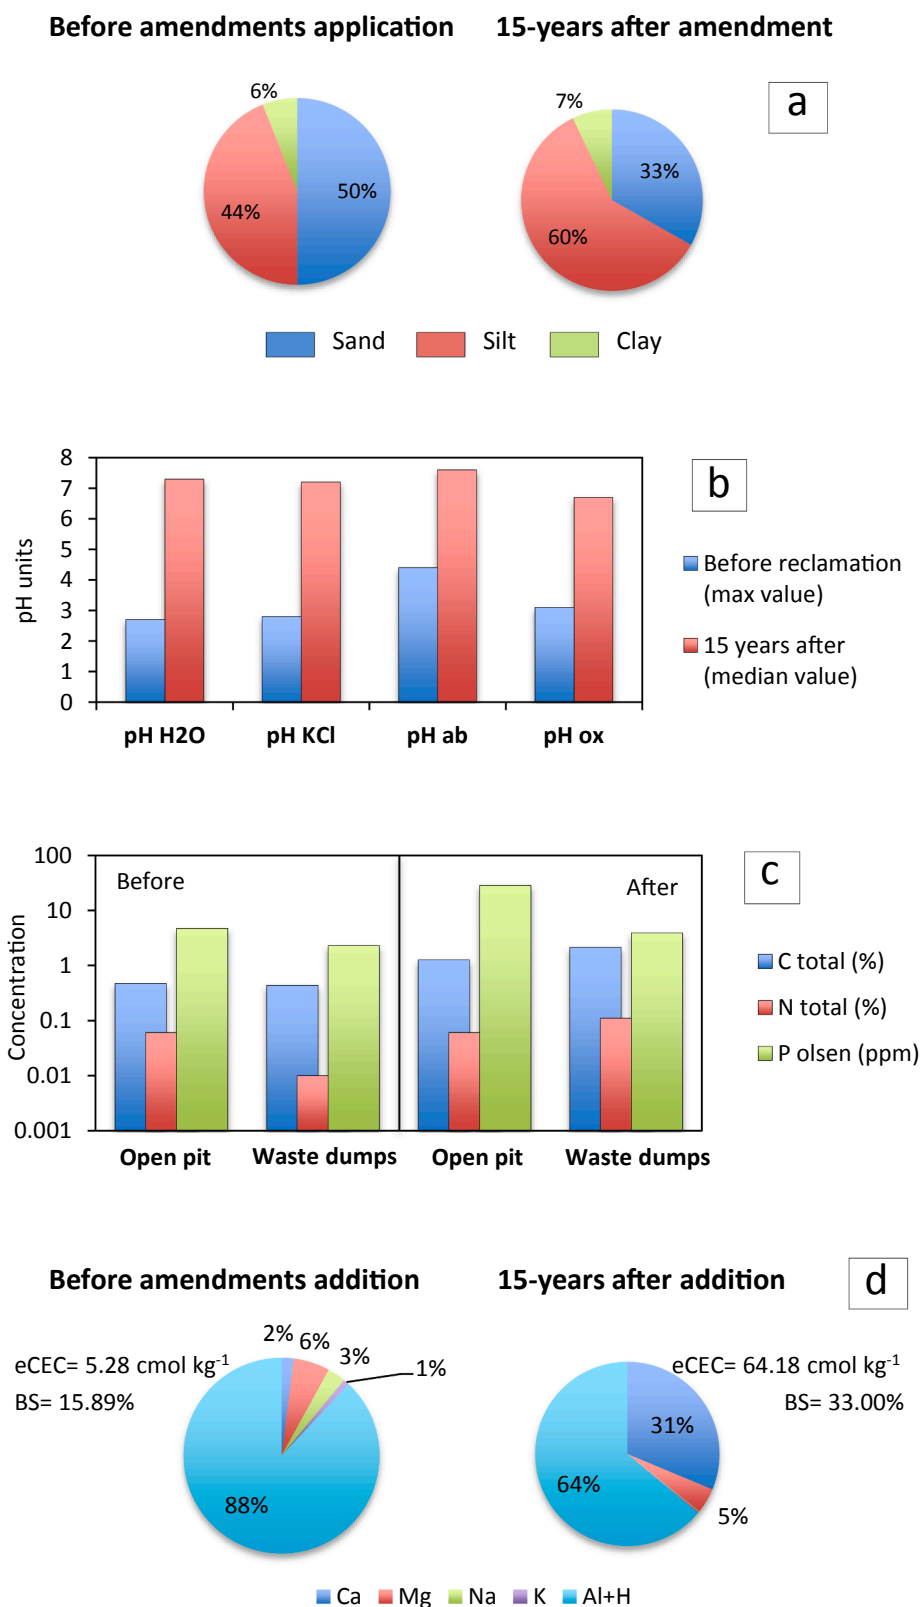 Before amendments application 15-years after amendment
a
6%
50%
44%
7%
33%
60%
Sand Silt Clay
b
8
7
6
5
4
3
2
1
0
pH units
pH H2O pH KCl pH ab pH ox
Before reclamation
(max value)
15 years after
(median value)
c
100
10
1
0.1
0.01
0.001
Concentration
Before
After
Open pit Waste dumps Open pit Waste dumps
C total (%)
N total (%)
P olsen (ppm)
Before amendments addition 15-years after addition
d
eCEC= 5.28 cmol kg-1
BS= 15.89%
2%
6%
3%
1%
88%
eCEC= 64.18 cmol kg-1
BS= 33.00%
31%
64%
5%
Ca Mg Na K Al+H